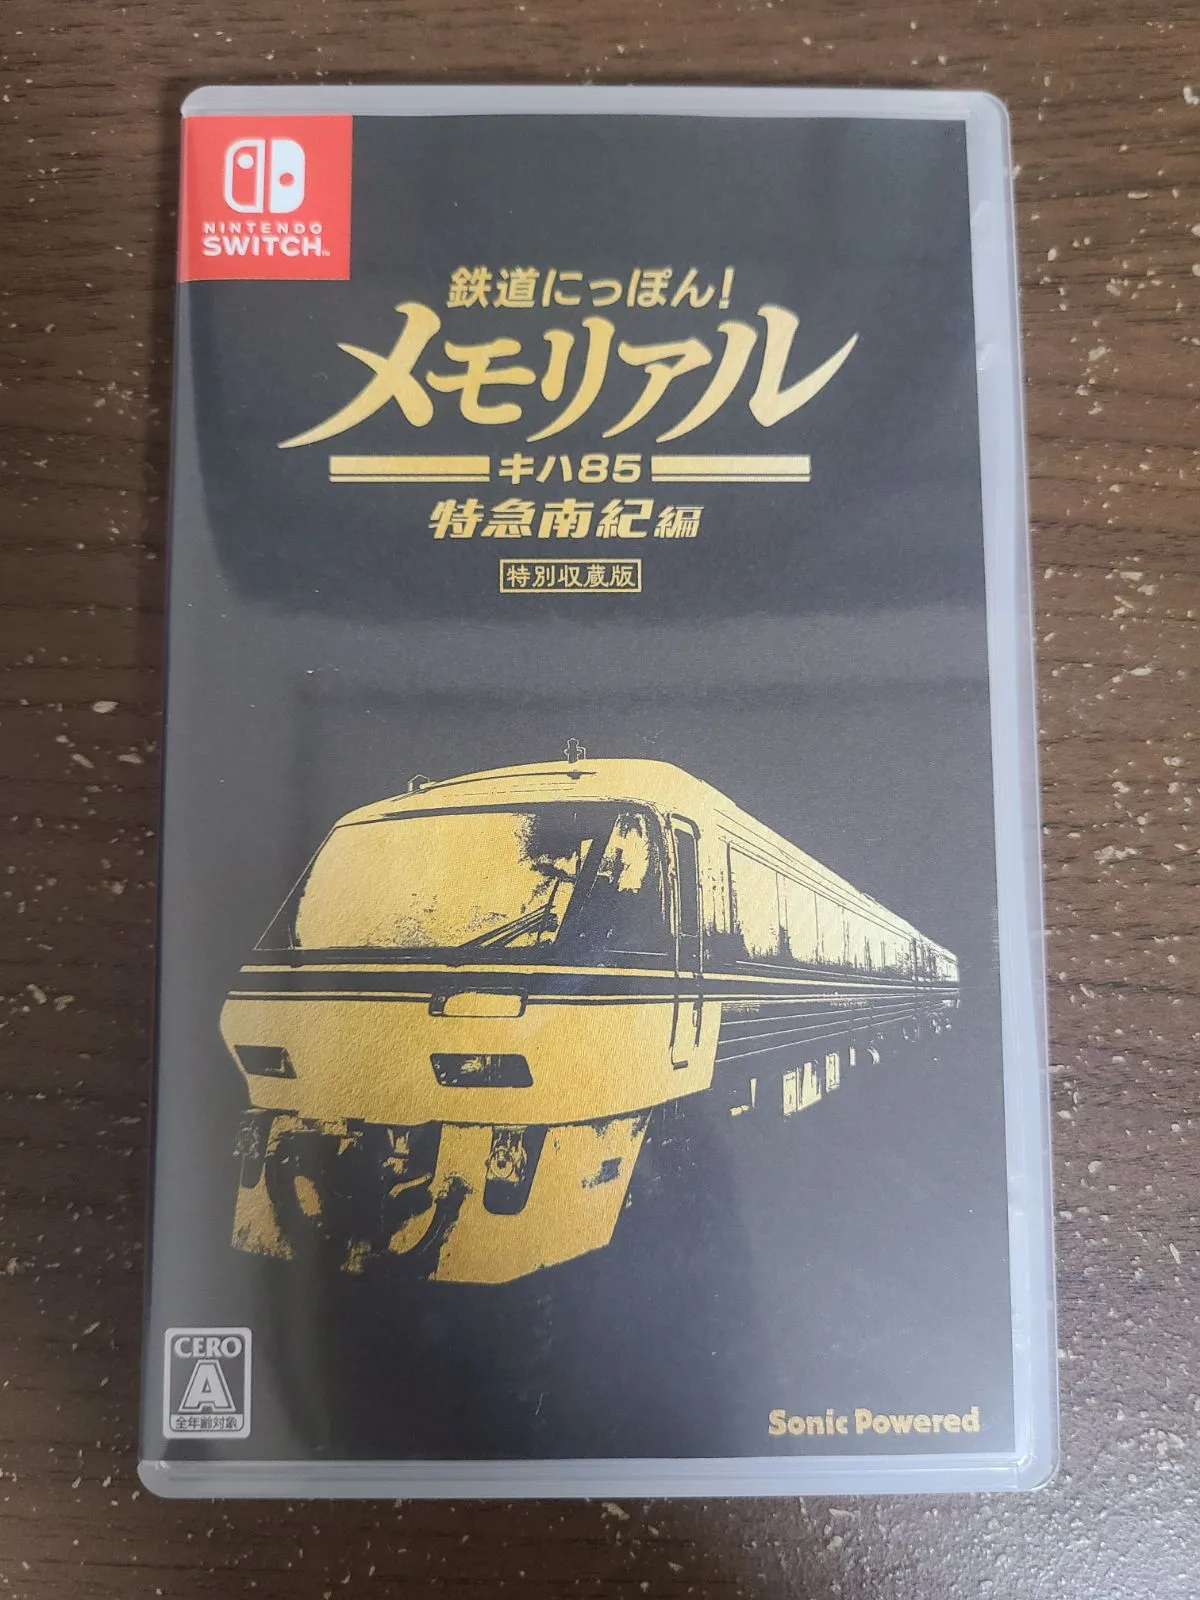 NINTENDO
SWITCH™
鉄道にっぽん!
メモリアル
キハ85
特急南紀編
特別収蔵版
CERO
A
全年齢対象
Sonic Powered